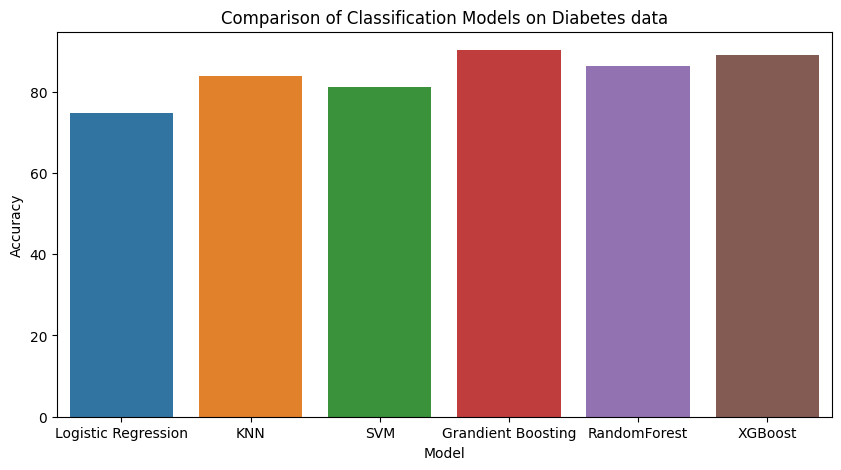 Comparison of Classification Models on Diabetes data
Accuracy
80
60
40
20
0
Logistic Regression KNN SVM Grandient Boosting RandomForest XGBoost
Model